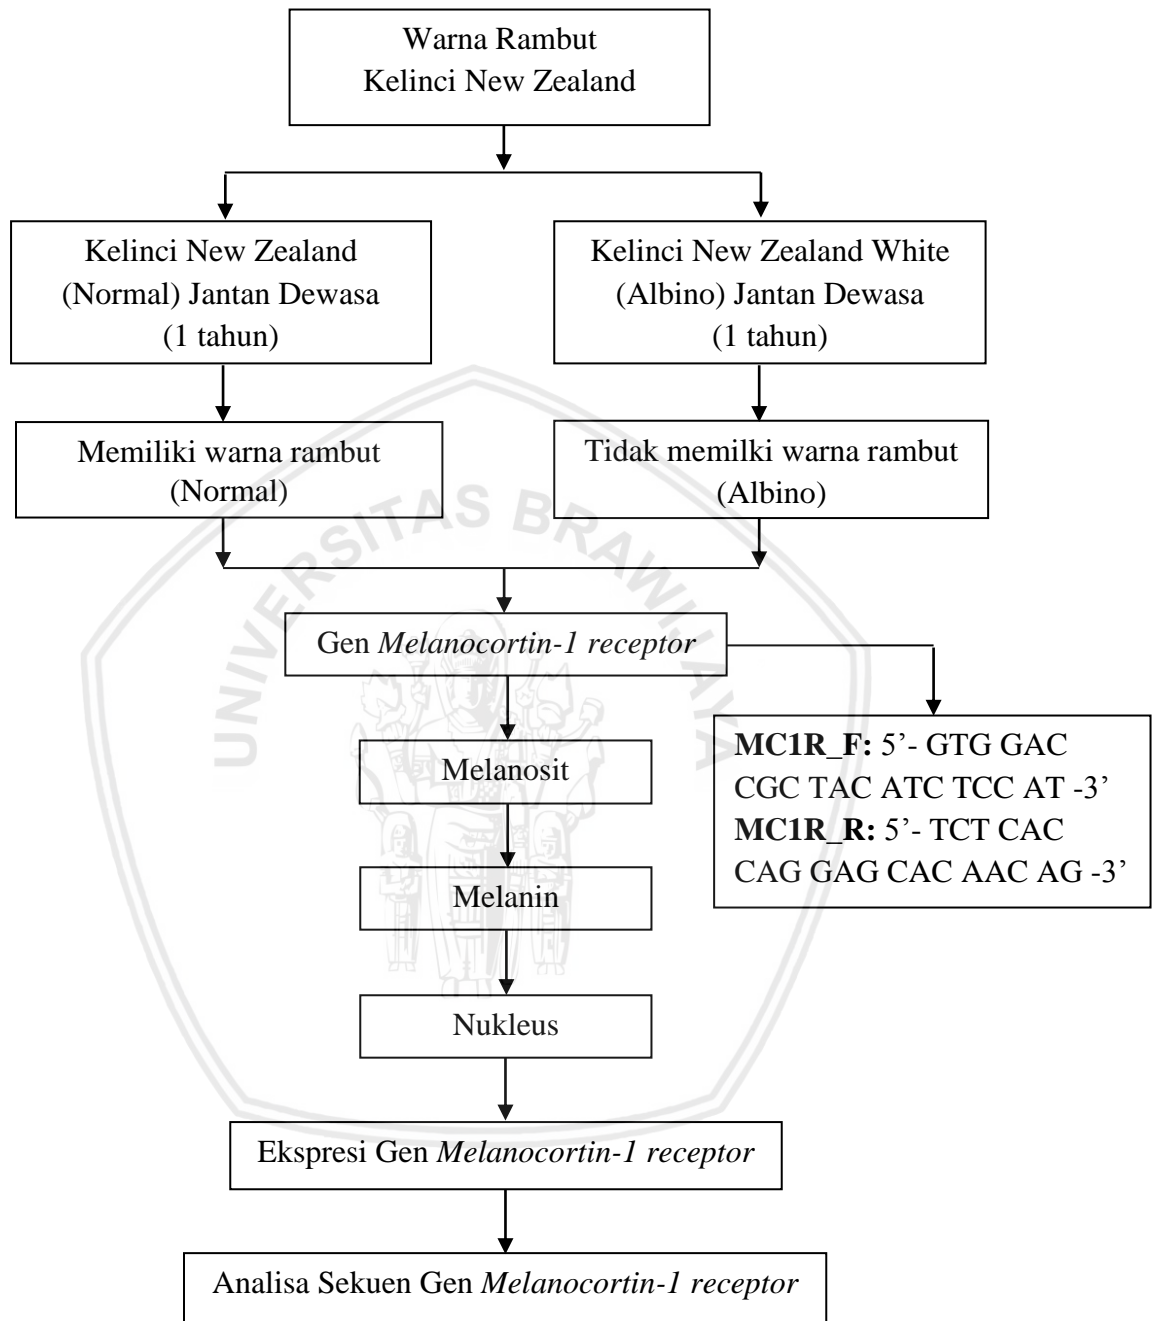 Warna Rambut
Kelinci New Zealand
Kelinci New Zealand
(Normal) Jantan Dewasa
(1 tahun)
Kelinci New Zealand White
(Albino) Jantan Dewasa
(1 tahun)
Memiliki warna rambut
(Normal)
Tidak memilki warna rambut
(Albino)
UNIVERSITAS BRAWIJAYA
Gen Melanocortin-1 receptor
MC1R_F: 5’- GTG GAC
CGC TAC ATC TCC AT -3’
MC1R_R: 5’- TCT CAC
CAG GAG CAC AAC AG -3’
Melanosit
Melanin
Nukleus
Ekspresi Gen Melanocortin-1 receptor
Analisa Sekuen Gen Melanocortin-1 receptor